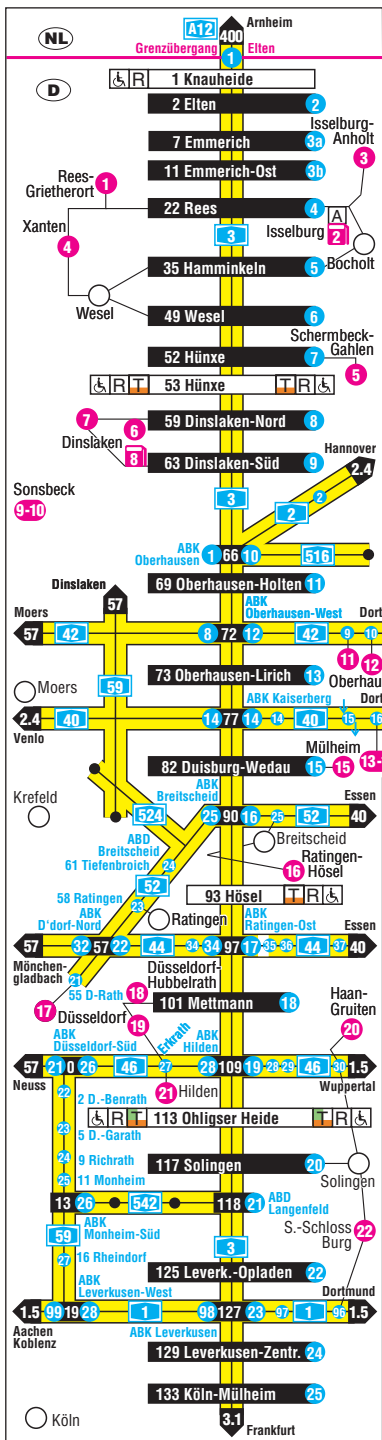 NL
A12
400
Arnheim
Grenzübergang
1
Elten
D
R
1 Knauheide
2 Elten
2
Isselburg-
Anholt
3
7 Emmerich
3a
11 Emmerich-Ost
3b
Rees-
Grietherort
1
22 Rees
4
A
Isselburg
2
Xanten
4
3
Bocholt
35 Hamminkeln
5
Wesel
49 Wesel
6
Schermbeck-
Gahlen
5
52 Hünxe
7
R T
53 Hünxe
T R
7
6
59 Dinslaken-Nord
8
Dinslaken
8
63 Dinslaken-Süd
9
Hannover
2.4
Sonsbeck
9-10
3
2
2
ABK
Oberhausen
1
66
10
516
69 Oberhausen-Holten
11
Dinslaken
57
ABK
Oberhausen-West
Moers
Dort
57
42
8
72
12
42
9
10
11
12
Oberhau
59
73 Oberhausen-Lirich
13
Moers
ABK Kaiserberg
Dort
2.4
40
14
77
14
14
40
15
16
Venlo
13-
Mülheim
82 Duisburg-Wedau
15
15
Krefeld
ABK
Breitscheid
Essen
524
25
90
16
25
52
40
ABD
Breitscheid
Breitscheid
61 Tiefenbroich
24
16
Ratingen-
Hösel
52
58 Ratingen
23
93 Hösel
T R
ABK
D'dorf-Nord
Ratingen
ABK
Ratingen-Ost
Essen
57
32
57
22
44
34
34
97
17
35
36
44
37
40
Mönchen-
gladbach
21
55 D-Rath
17
Düsseldorf-
Hubbelrath
18
101 Mettmann
18
Düsseldorf
19
Haan-
Gruiten
20
ABK
Düsseldorf-Süd
Erkrath
ABK
Hilden
57
21
0
26
46
27
28
109
19
28
29
46
30
1.5
Neuss
22
2 D.-Benrath
21
Hilden
Wuppertal
R T
113 Ohligser Heide
T R
23
5 D.-Garath
24
9 Richrath
117 Solingen
20
25
11 Monheim
Solingen
13
26
542
118
21
ABD
Langenfeld
59
ABK
Monheim-Süd
3
S.-Schloss
Burg
22
27
16 Rheindorf
125 Leverk.-Opladen
22
ABK
Leverkusen-West
Dortmund
1.5
99
19
28
1
98
127
23
97
1
96
1.5
Aachen
Koblenz
ABK Leverkusen
129 Leverkusen-Zentr.
24
133 Köln-Mülheim
25
Köln
3.1
Frankfurt